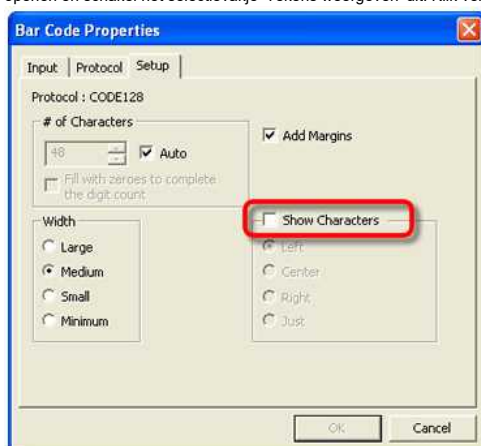 Bar Code Properties
Input Protocol Setup
Protocol : CODE128
# of Characters
48 Auto
Fill with zeroes to complete
the digit count
Add Margins
Width
Large
Medium
Small
Minimum
Show Characters
Left
Center
Right
Just
OK Cancel